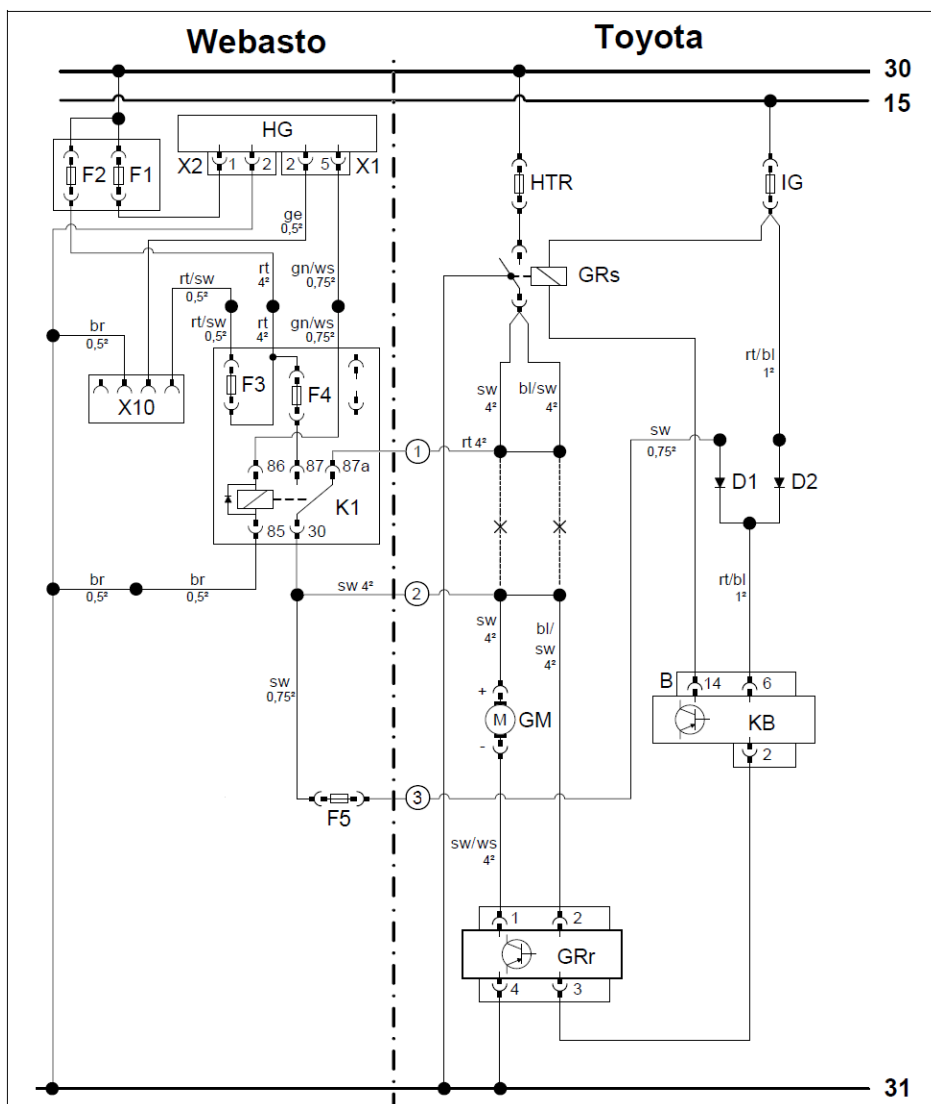 Webasto
Toyota
30
15
HG
F2
F1
X2
1
2
2
5
X1
HTR
IG
ge
0,5²
GRs
rt/sw
0,5²
rt
4²
gn/ws
0,75²
br
0,5²
rt/sw
0,5²
rt
4²
gn/ws
0,75²
rt/bl
1²
F3
F4
X10
sw
4²
bl/sw
4²
sw
0,75²
1
rt 4²
86
87
87a
D1
D2
K1
85
30
br
0,5²
br
0,5²
sw 4²
2
rt/bl
1²
sw
4²
bl/
sw
4²
sw
0,75²
B
14
6
+
M
GM
-
KB
2
3
F5
sw/ws
4²
1
2
GRr
4
3
31